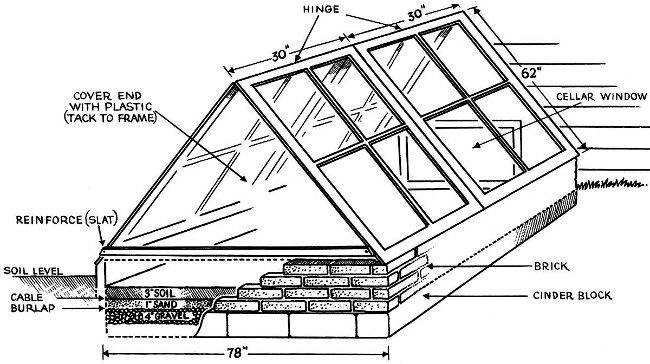 HINGE
30"
30"
62"
COVER END
WITH PLASTIC
(TACK TO FRAME)
CELLAR WINDOW
REINFORCE (SLAT)
SOIL LEVEL
CABLE
BURLAP
3" SOIL
1" SAND
4" GRAVEL
BRICK
CINDER BLOCK
78"